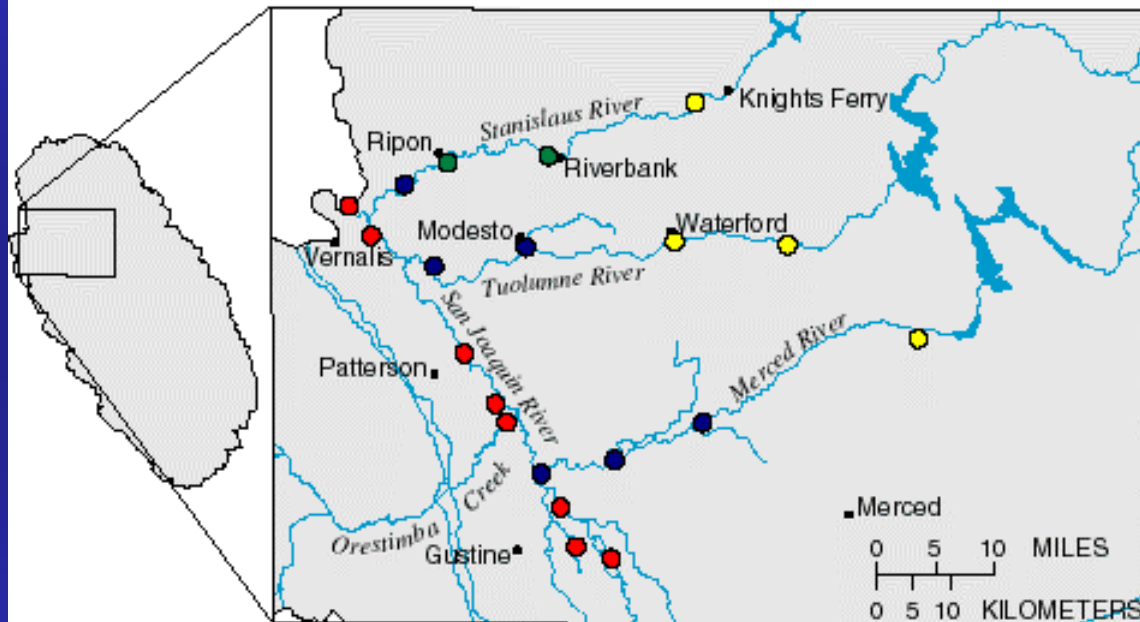 Knights Ferry
Stanislaus River
Ripon
Riverbank
Modesto
Waterford
Vernalis
Tuolumne River
San Joaquin River
Merced River
Patterson
Orestimba Creek
Merced
Gustine
0 5 10 MILES
0 5 10 KILOMETERS